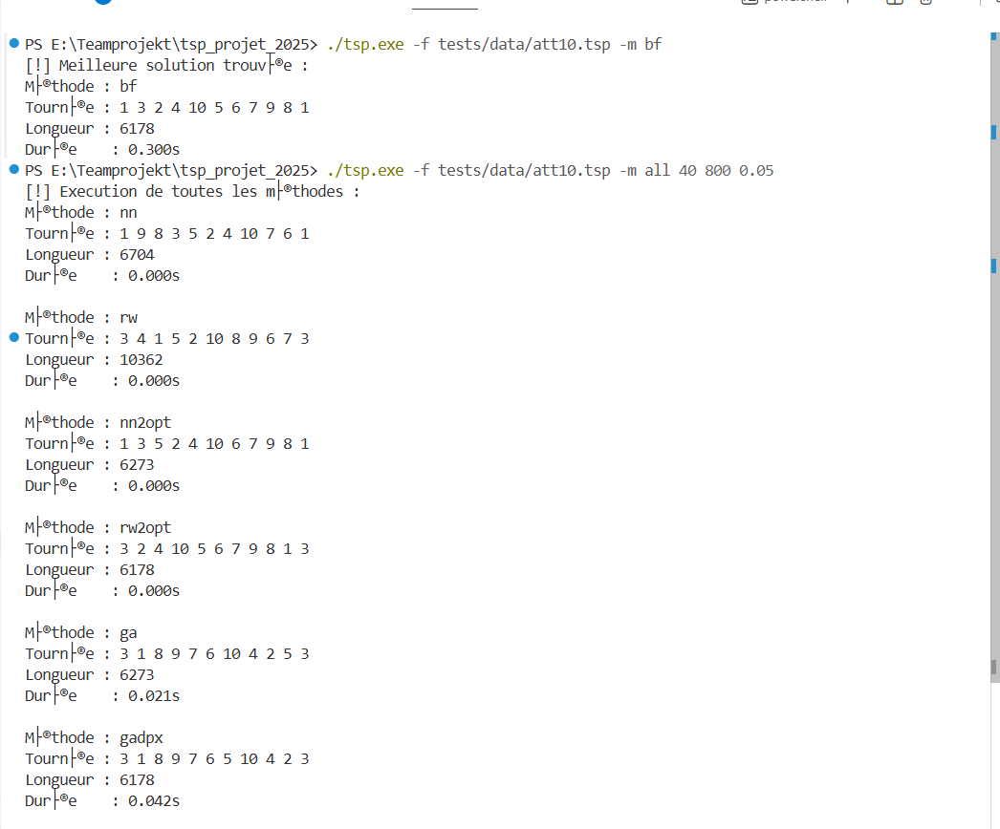 PS E:\Teamprojekt\tsp_projet_2025> ./tsp.exe -f tests/data/att10.tsp -m bf
[!] Meilleure solution trouv├®e :
M├®thode : bf
Tourn├®e : 1 3 2 4 10 5 6 7 9 8 1
Longueur : 6178
Dur├®e    : 0.300s
PS E:\Teamprojekt\tsp_projet_2025> ./tsp.exe -f tests/data/att10.tsp -m all 40 800 0.05
[!] Execution de toutes les m├®thodes :
M├®thode : nn
Tourn├®e : 1 9 8 3 5 2 4 10 7 6 1
Longueur : 6704
Dur├®e    : 0.000s
M├®thode : rw
Tourn├®e : 3 4 1 5 2 10 8 9 6 7 3
Longueur : 10362
Dur├®e    : 0.000s
M├®thode : nn2opt
Tourn├®e : 1 3 5 2 4 10 6 7 9 8 1
Longueur : 6273
Dur├®e    : 0.000s
M├®thode : rw2opt
Tourn├®e : 3 2 4 10 5 6 7 9 8 1 3
Longueur : 6178
Dur├®e    : 0.000s
M├®thode : ga
Tourn├®e : 3 1 8 9 7 6 10 4 2 5 3
Longueur : 6273
Dur├®e    : 0.021s
M├®thode : gadpx
Tourn├®e : 3 1 8 9 7 6 5 10 4 2 3
Longueur : 6178
Dur├®e    : 0.042s